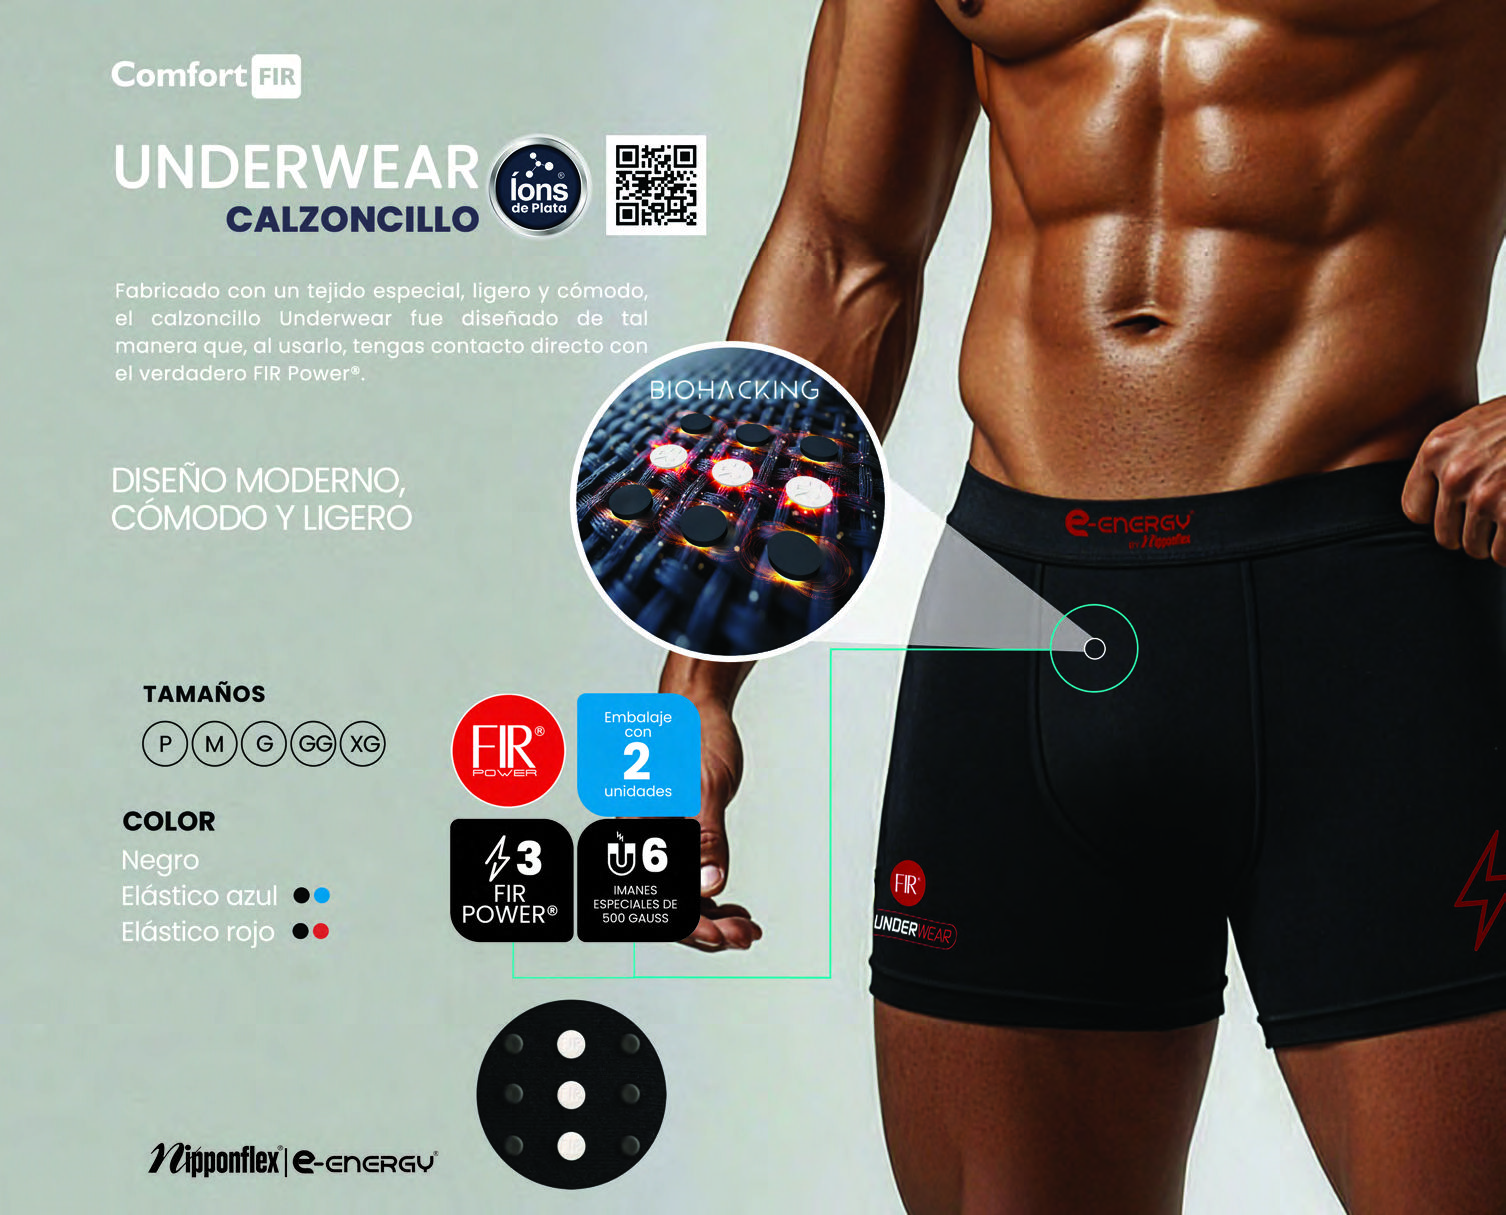 Comfort FIR
UNDERWEAR
CALZONCILLO
Íons®
de Plata
Fabricado con un tejido especial, ligero y cómodo,
el calzoncillo Underwear fue diseñado de tal
manera que, al usarlo, tengas contacto directo con
el verdadero FIR Power®.
BIOHACKING
DISEÑO MODERNO,
CÓMODO Y LIGERO
e-ENERGY®
BY Nipponflex
TAMAÑOS
P M G GG XG
COLOR
Negro
Elástico azul
Elástico rojo
FIR®
POWER
Embalaje
con
2
unidades
3
FIR
POWER®
6
IMANES
ESPECIALES DE
500 GAUSS
FIR
UNDERWEAR
Nipponflex® | e-ENERGY®